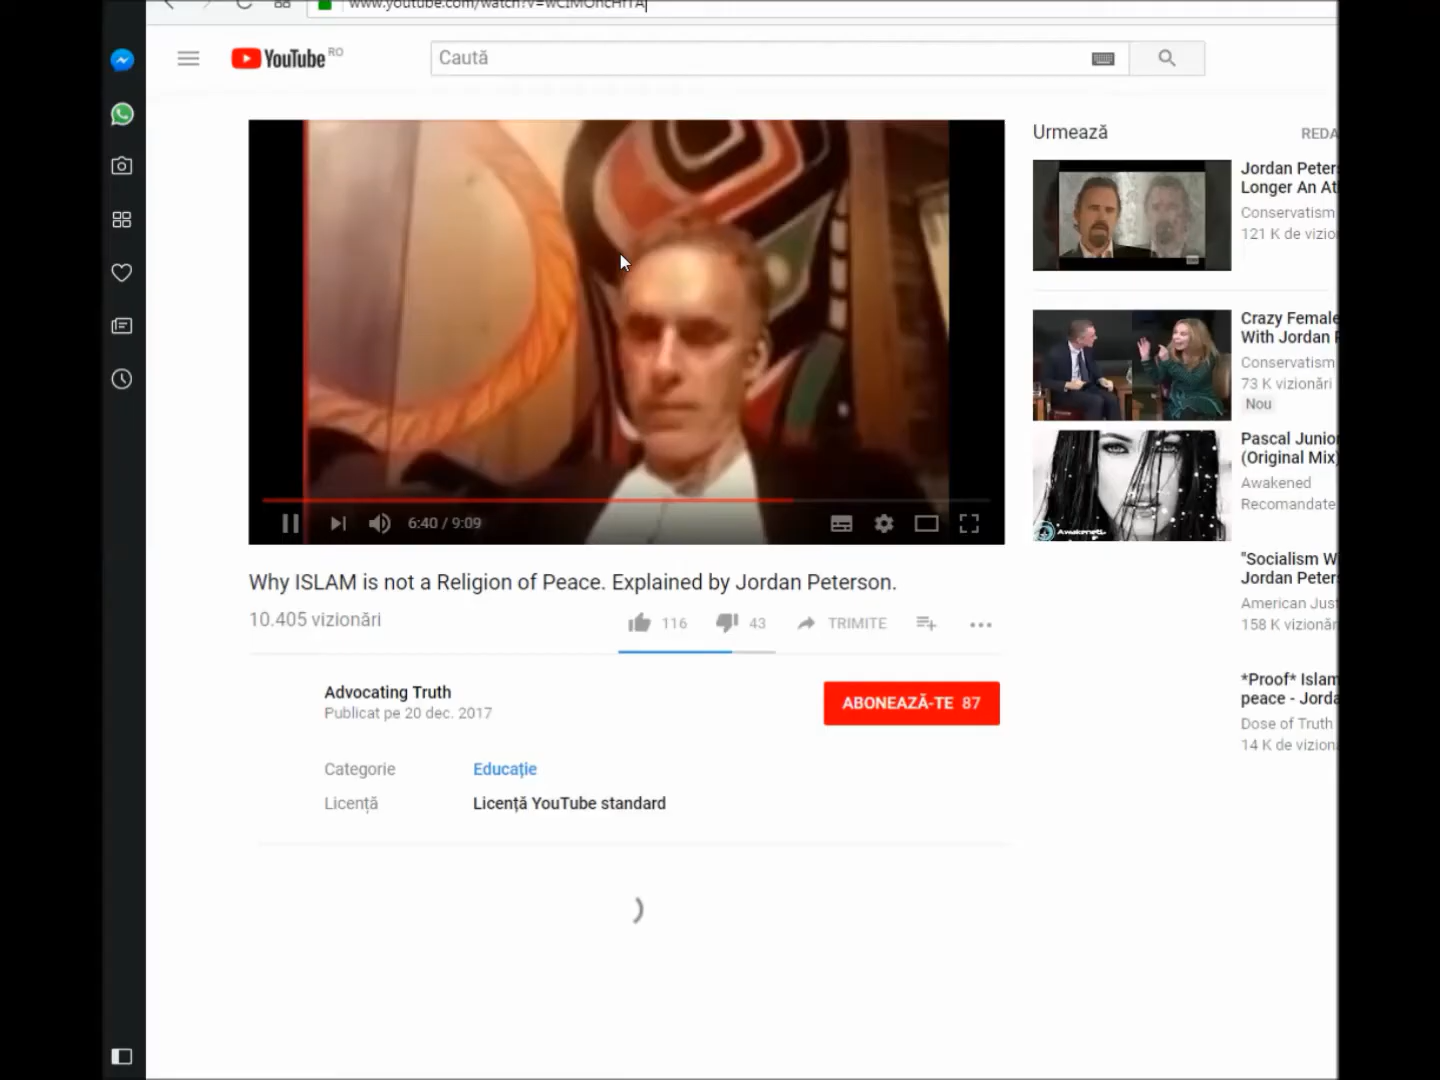 YouTube RO
Caută
6:40 / 9:09
Why ISLAM is not a Religion of Peace. Explained by Jordan Peterson.
10.405 vizionări
116
43
TRIMITE
Advocating Truth
Publicat pe 20 dec. 2017
ABONEAZĂ-TE 87
Categorie
Educație
Licență
Licență YouTube standard
Urmează
REDA
Jordan Peter
Longer An At
Conservatism
121 K de vizio
Crazy Female
With Jordan
Conservatism
73 K vizionări
Nou
Pascal Junio
(Original Mix)
Awakened
Recomandate
"Socialism W
Jordan Peter
American Jus
158 K vizionăr
*Proof* Islam
peace - Jorda
Dose of Truth
14 K de vizion